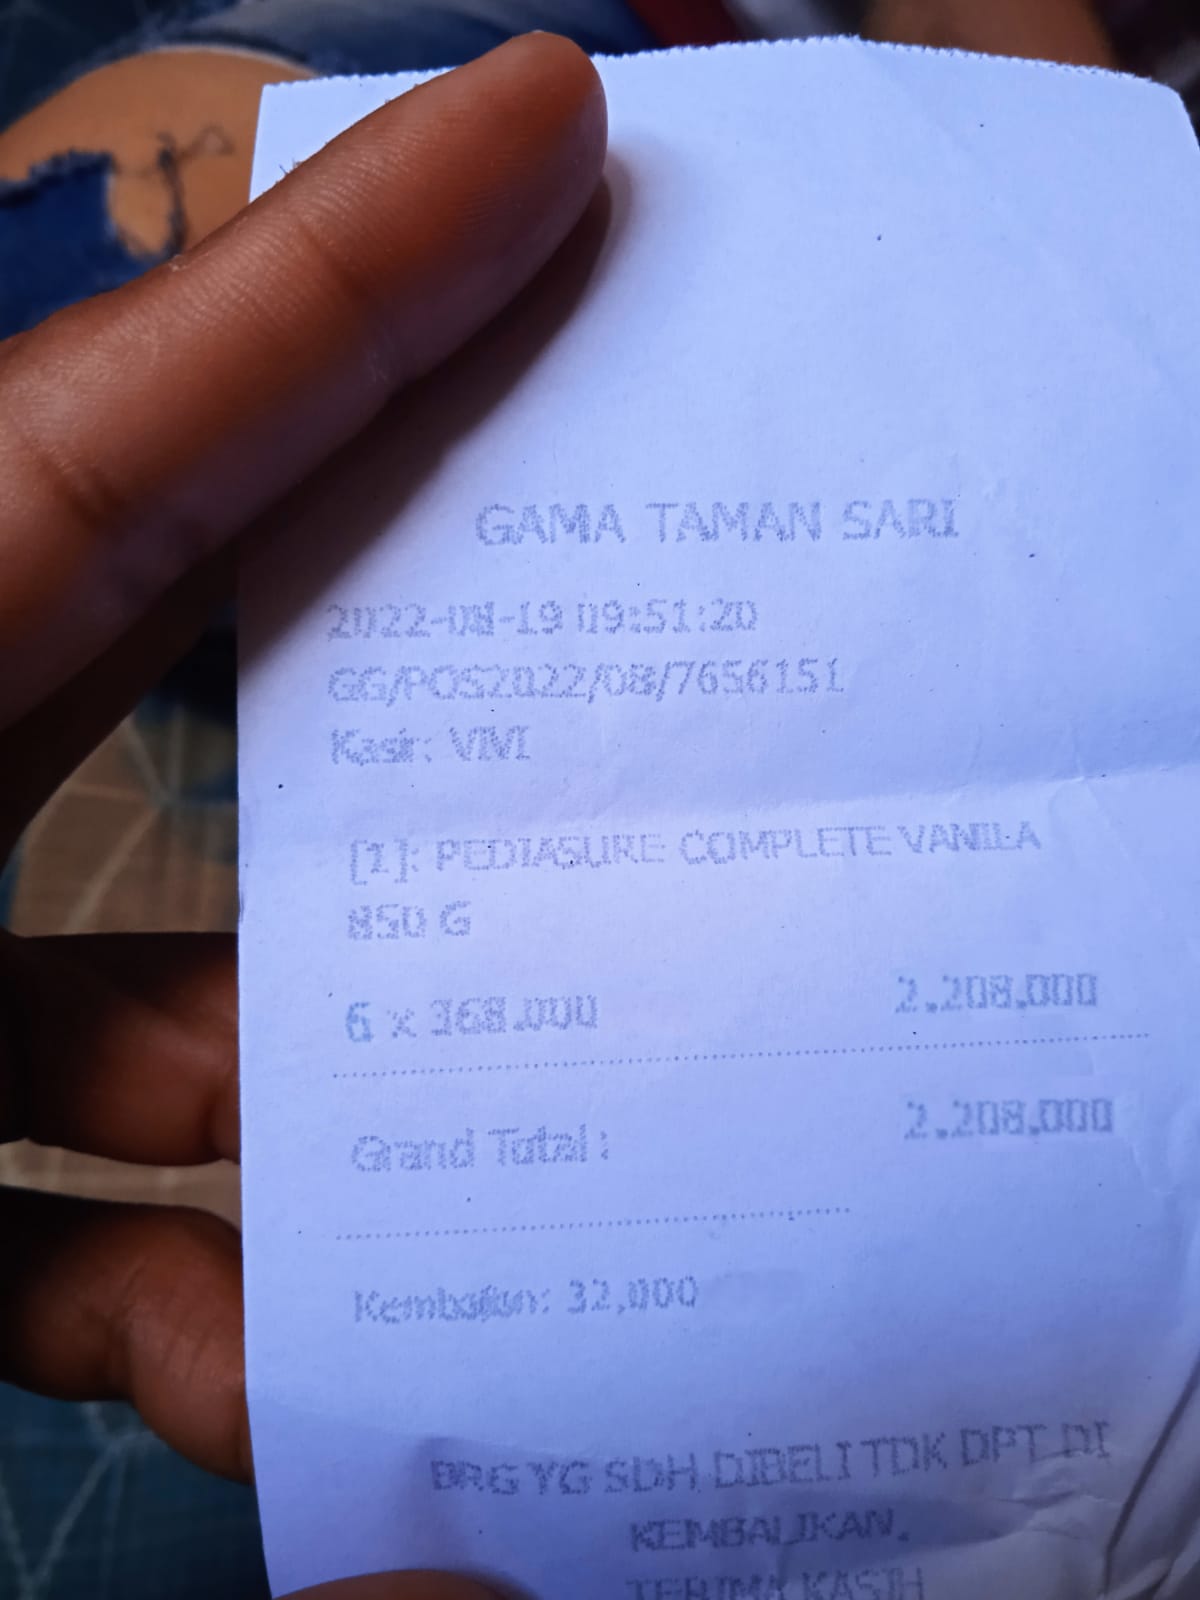 GAMA TAMAN SARI
2022-08-19 09:51:20
GG/POS2022/08/7656151
Kasir: VIVI
[1]: PEDIASURE COMPLETE VANILA
850 G
6 x 368.000 2.208.000
Grand Total : 2.208.000
Kembalian: 32,000
BRG YG SDH DIBELI TDK DPT DI
KEMBALIKAN.
TERIMA KASIH